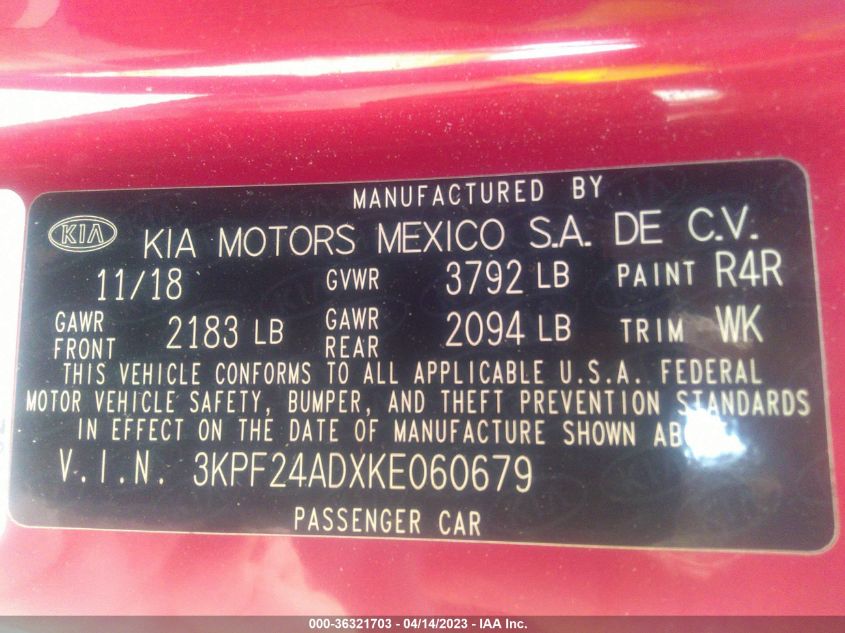 MANUFACTURED BY
KIA KIA MOTORS MEXICO S.A. DE C.V.
11/18 GVWR 3792 LB PAINT R4R
GAWR FRONT 2183 LB GAWR REAR 2094 LB TRIM WK
THIS VEHICLE CONFORMS TO ALL APPLICABLE U.S.A. FEDERAL
MOTOR VEHICLE SAFETY, BUMPER, AND THEFT PREVENTION STANDARDS
IN EFFECT ON THE DATE OF MANUFACTURE SHOWN
V.I.N. 3KPF24ADXKE060679
PASSENGER CAR
000-36321703 - 04/14/2023 - IAA Inc.